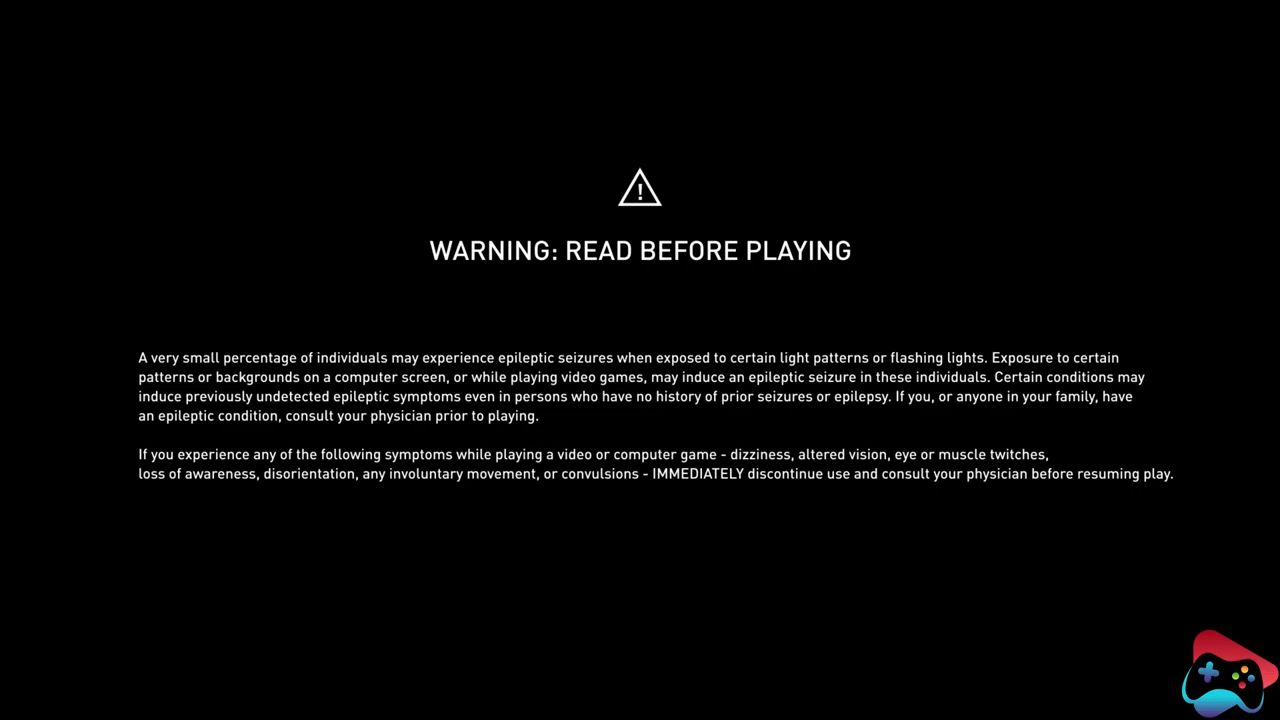 WARNING: READ BEFORE PLAYING
A very small percentage of individuals may experience epileptic seizures when exposed to certain light patterns or flashing lights. Exposure to certain
patterns or backgrounds on a computer screen, or while playing video games, may induce an epileptic seizure in these individuals. Certain conditions may
induce previously undetected epileptic symptoms even in persons who have no history of prior seizures or epilepsy. If you, or anyone in your family, have
an epileptic condition, consult your physician prior to playing.
If you experience any of the following symptoms while playing a video or computer game - dizziness, altered vision, eye or muscle twitches,
loss of awareness, disorientation, any involuntary movement, or convulsions - IMMEDIATELY discontinue use and consult your physician before resuming play.